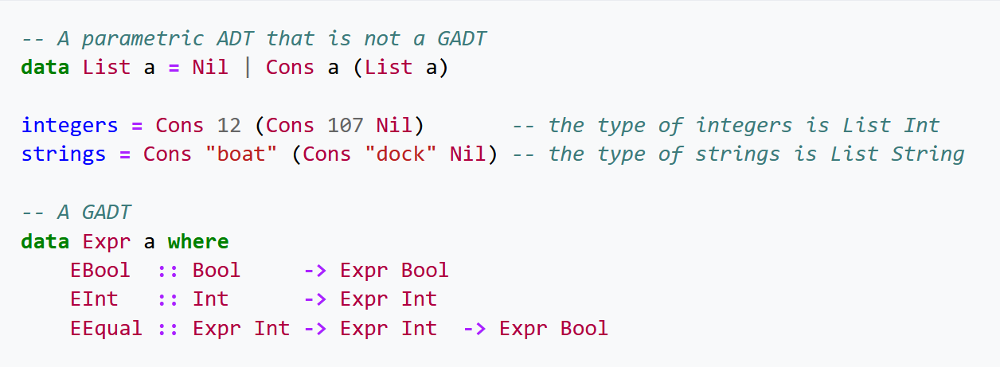 -- A parametric ADT that is not a GADT
data List a = Nil | Cons a (List a)
integers = Cons 12 (Cons 107 Nil)       -- the type of integers is List Int
strings = Cons "boat" (Cons "dock" Nil) -- the type of strings is List String
-- A GADT
data Expr a where
    EBool  :: Bool     -> Expr Bool
    EInt   :: Int      -> Expr Int
    EEqual :: Expr Int -> Expr Int  -> Expr Bool